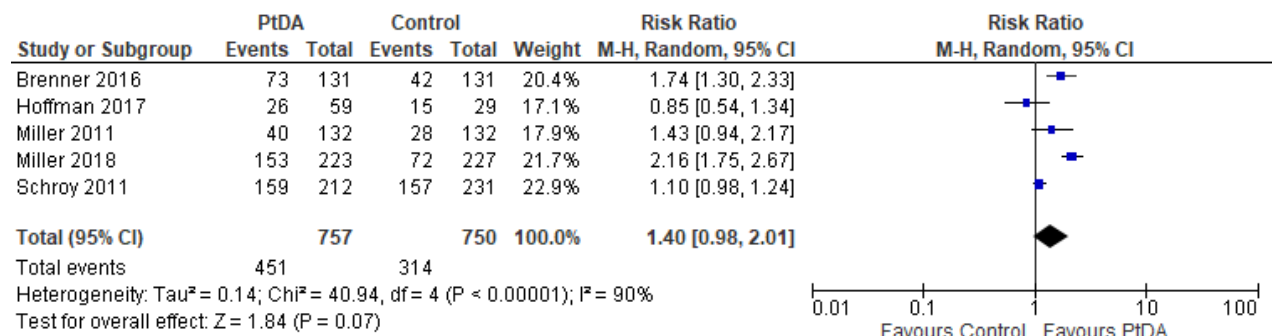 PtDA Control Risk Ratio Risk Ratio
Study or Subgroup Events Total Events Total Weight M-H, Random, 95% CI M-H, Random, 95% CI
Brenner 2016 73 131 42 131 20.4% 1.74 [1.30, 2.33]
Hoffman 2017 26 59 15 29 17.1% 0.85 [0.54, 1.34]
Miller 2011 40 132 28 132 17.9% 1.43 [0.94, 2.17]
Miller 2018 153 223 72 227 21.7% 2.16 [1.75, 2.67]
Schroy 2011 159 212 157 231 22.9% 1.10 [0.98, 1.24]
Total (95% CI) 757 750 100.0% 1.40 [0.98, 2.01]
Total events 451 314
Heterogeneity: Tau² = 0.14; Chi² = 40.94, df = 4 (P < 0.00001); I² = 90%
Test for overall effect: Z = 1.84 (P = 0.07)
0.01 0.1 1 10 100
Favours Control Favours PtDA